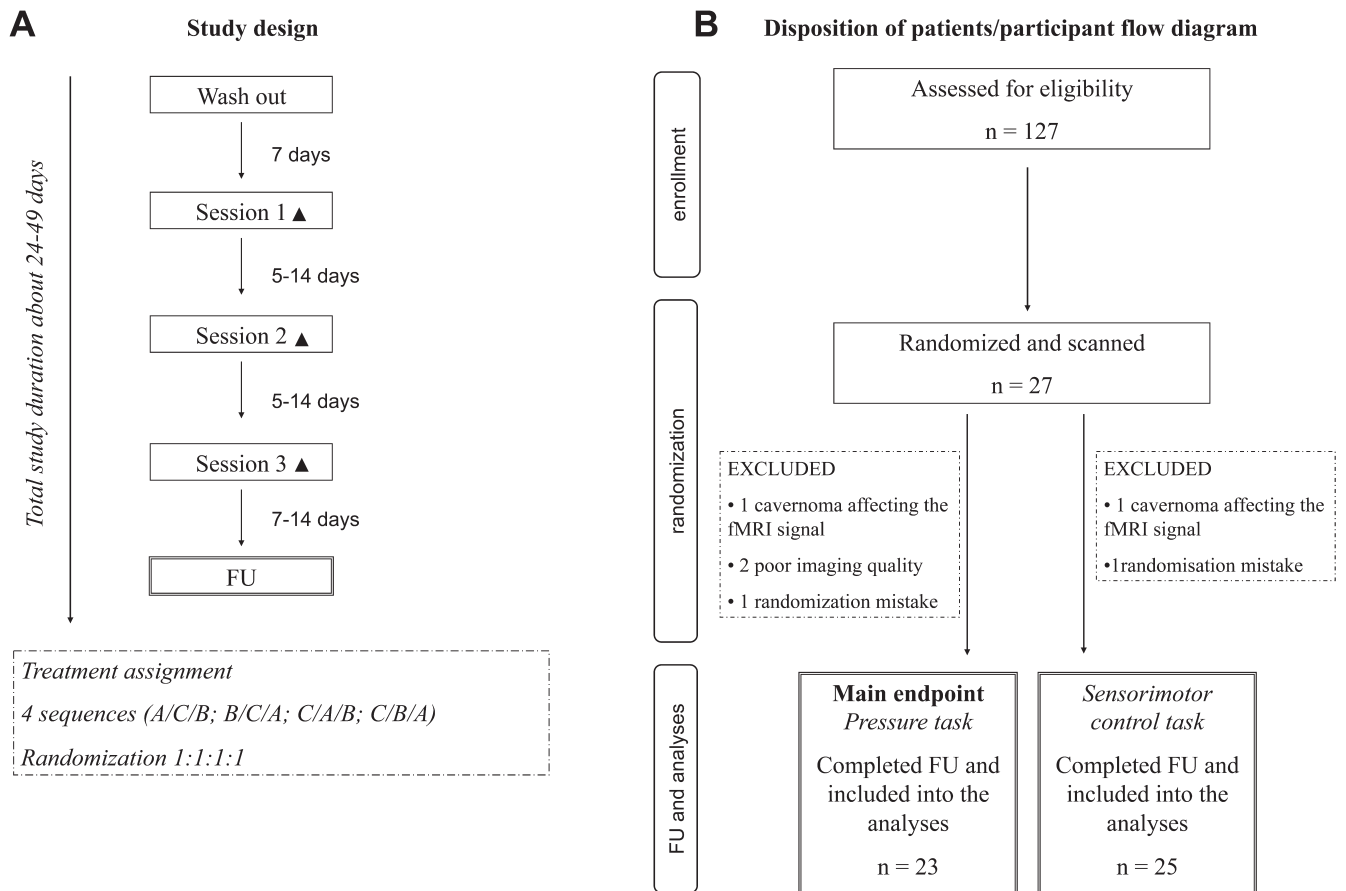 A
Study design
Total study duration about 24-49 days
Wash out
7 days
Session 1 ▲
5-14 days
Session 2 ▲
5-14 days
Session 3 ▲
7-14 days
FU
Treatment assignment
4 sequences (A/C/B; B/C/A; C/A/B; C/B/A)
Randomization 1:1:1:1
B
Disposition of patients/participant flow diagram
enrollment
Assessed for eligibility
n = 127
randomization
Randomized and scanned
n = 27
EXCLUDED
• 1 cavernoma affecting the
fMRI signal
• 2 poor imaging quality
• 1 randomization mistake
EXCLUDED
• 1 cavernoma affecting the
fMRI signal
•1randomisation mistake
FU and analyses
Main endpoint
Pressure task
Completed FU and
included into the
analyses
n = 23
Sensorimotor
control task
Completed FU and
included into the
analyses
n = 25